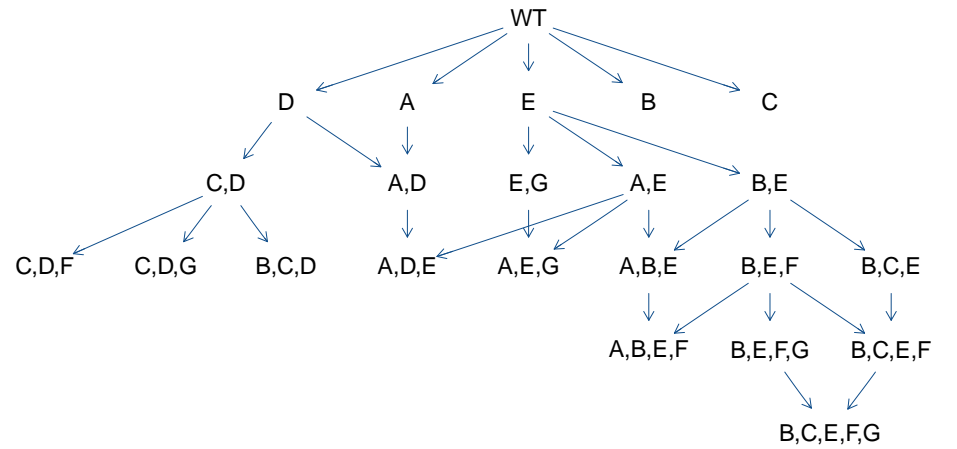 WT
D A E B C
C,D A,D E,G A,E B,E
C,D,F C,D,G B,C,D A,D,E A,E,G A,B,E B,E,F B,C,E
A,B,E,F B,E,F,G B,C,E,F
B,C,E,F,G